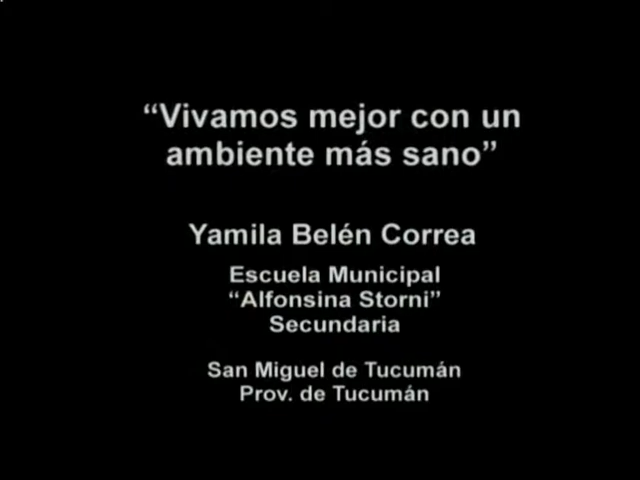 “Vivamos mejor con un
ambiente más sano”
Yamila Belén Correa
Escuela Municipal
“Alfonsina Storni”
Secundaria
San Miguel de Tucumán
Prov. de Tucumán